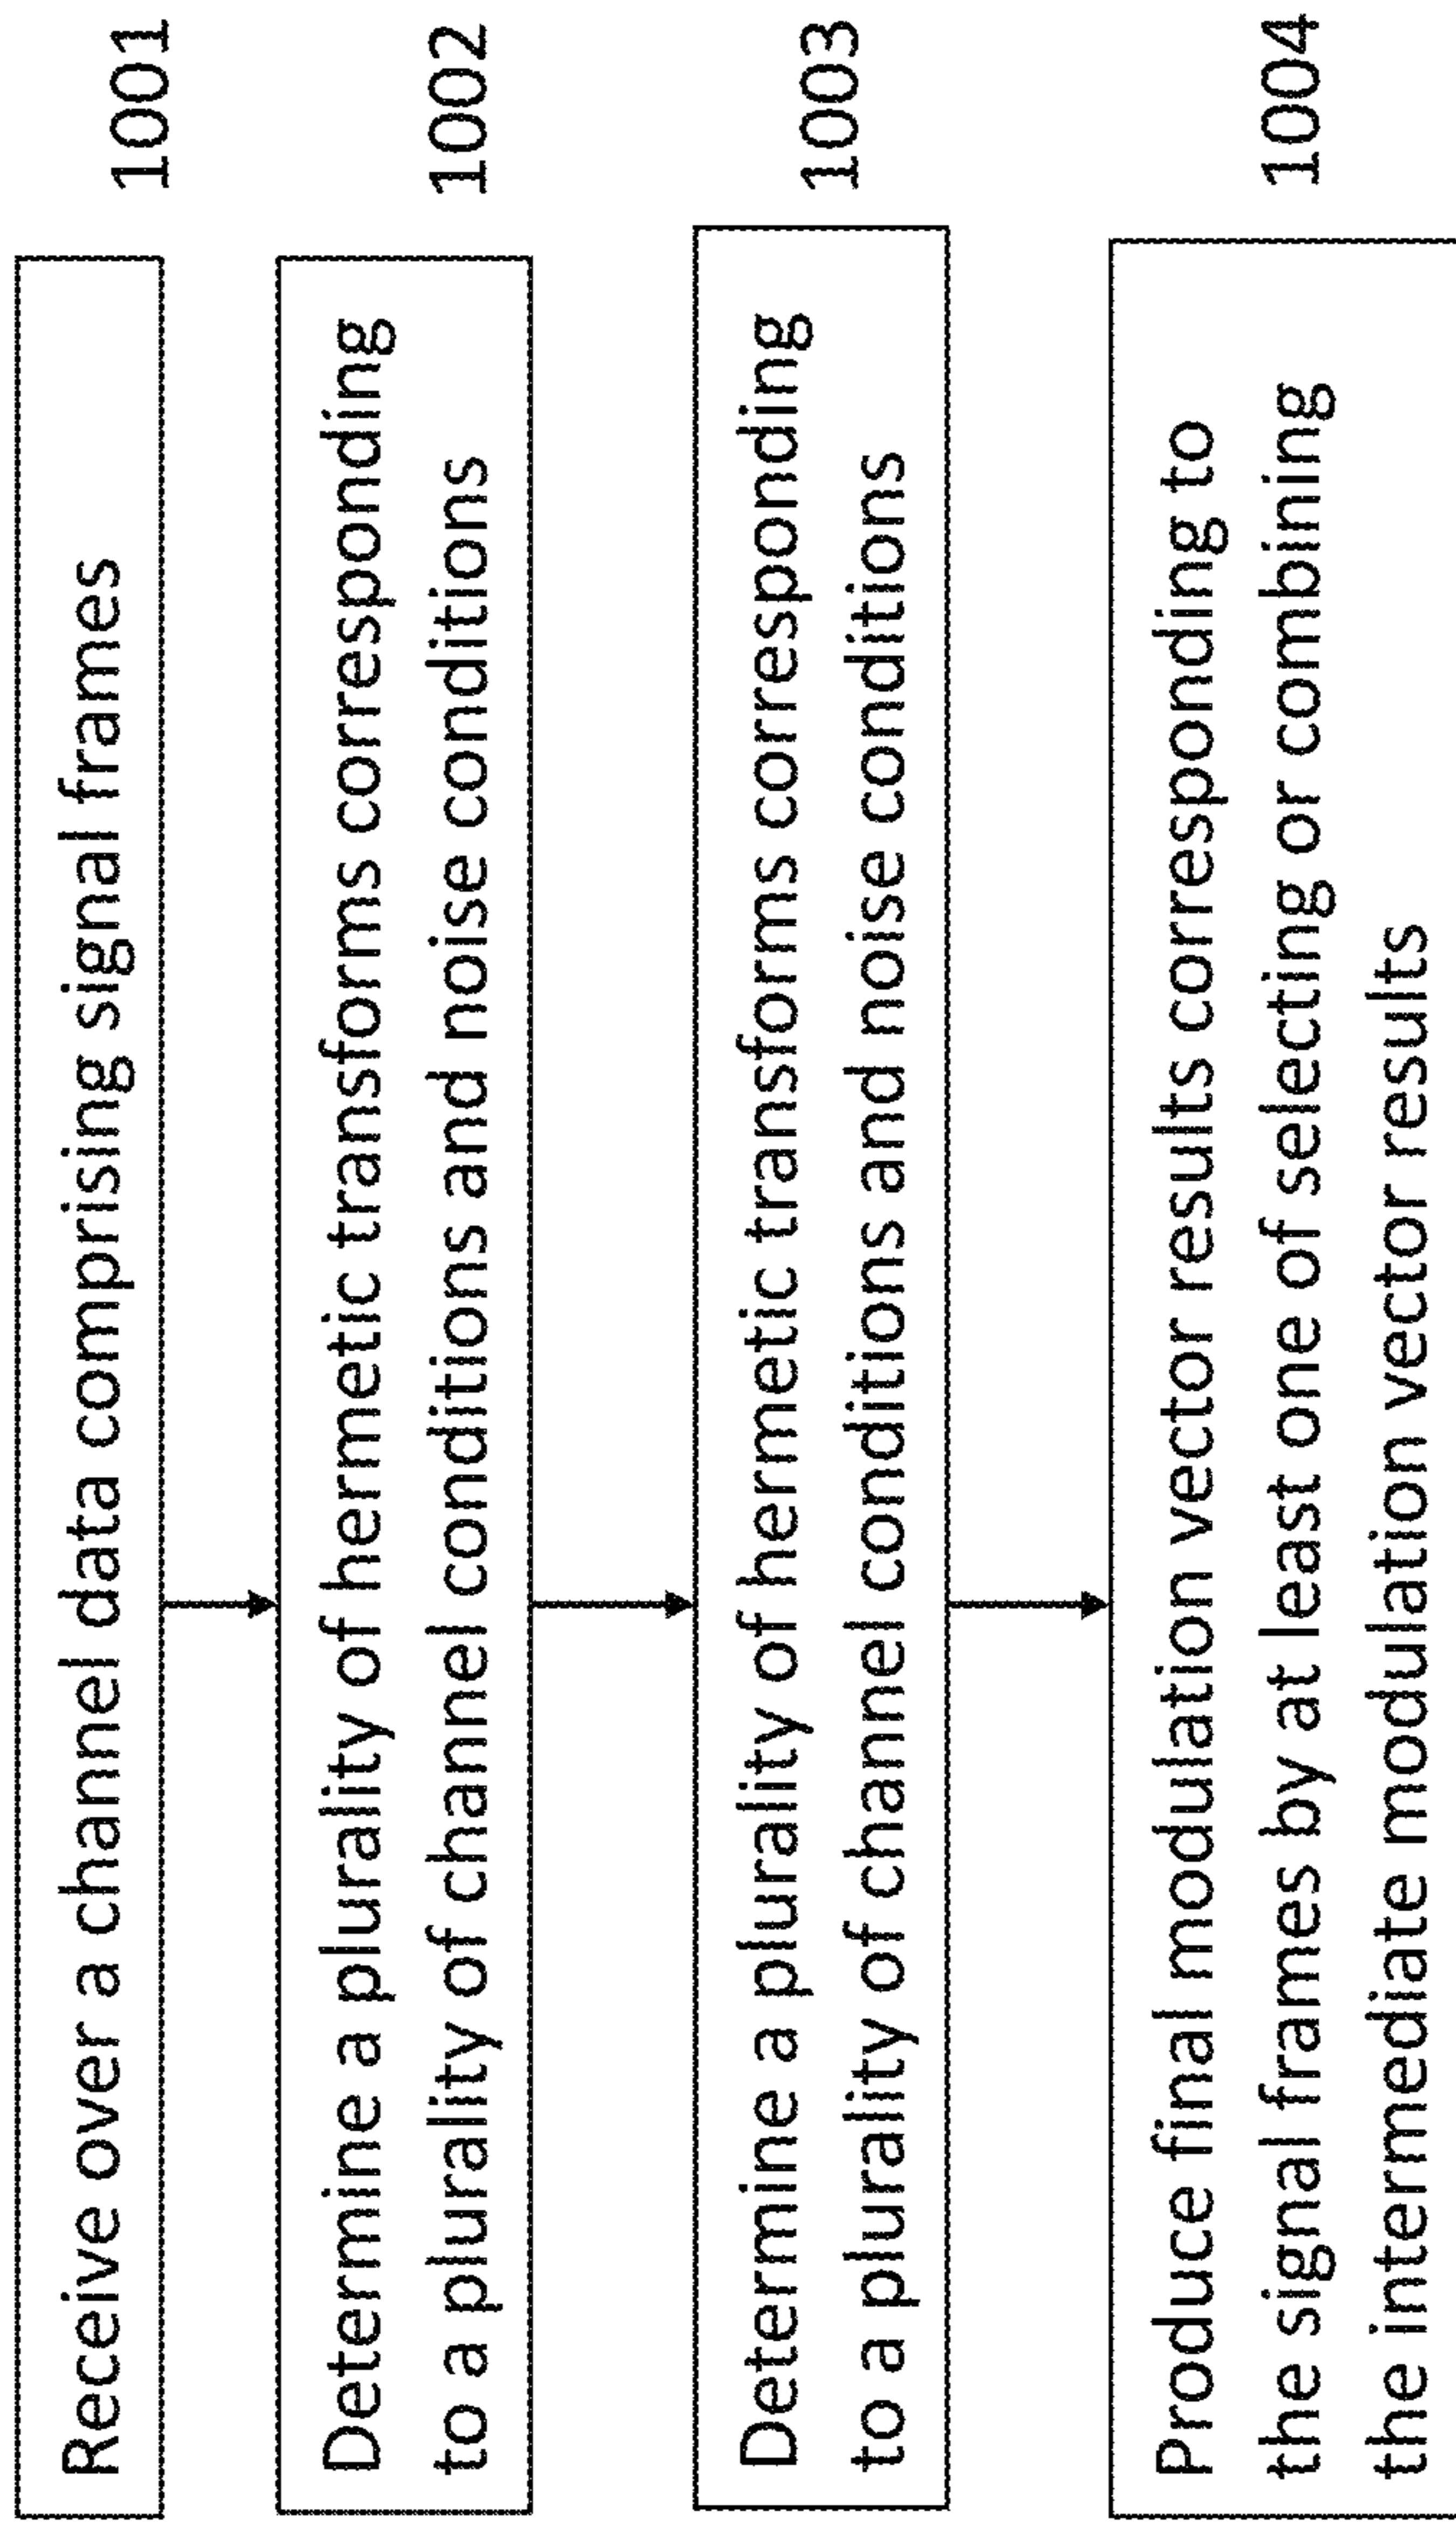 Receive over a channel data comprising signal frames
1001
Determine a plurality of hermetic transforms corresponding
to a plurality of channel conditions and noise conditions
1002
Determine a plurality of hermetic transforms corresponding
to a plurality of channel conditions and noise conditions
1003
Produce final modulation vector results corresponding to
the signal frames by at least one of selecting or combining
the intermediate modulation vector results
1004